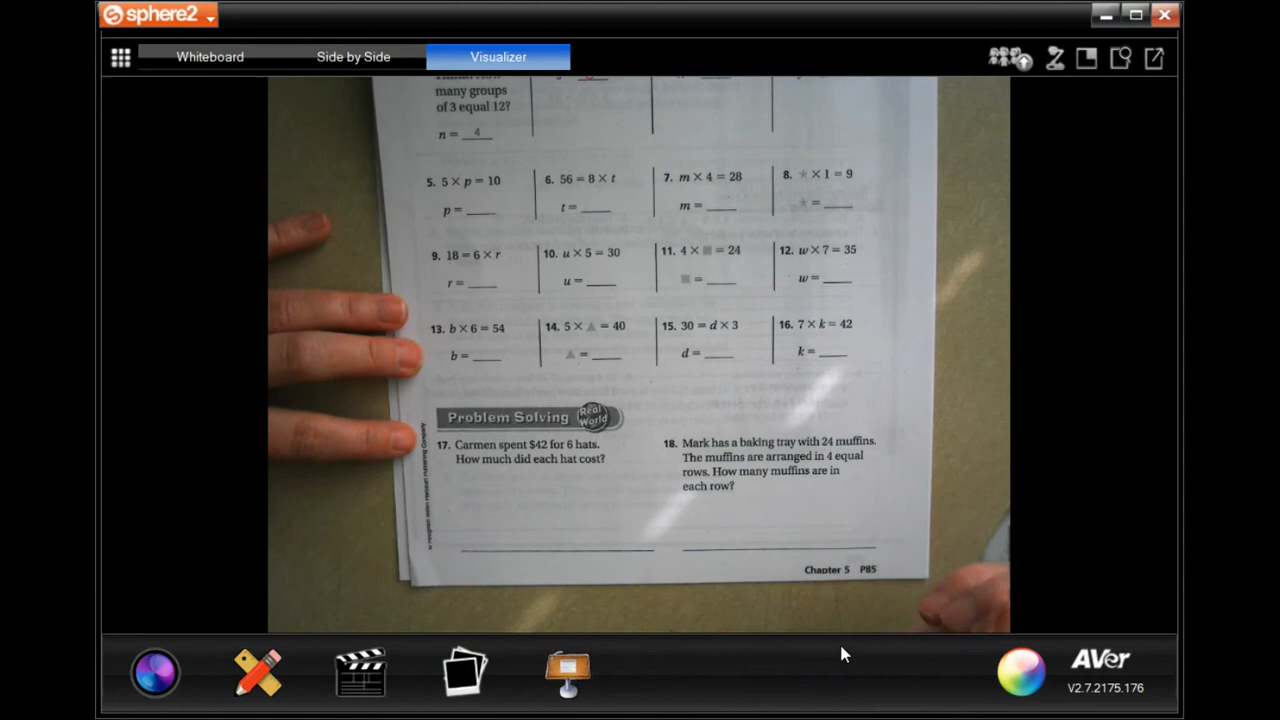 sphere2
Whiteboard Side by Side Visualizer
many groups
of 3 equal 12?
n = 4
5. 5 × p = 10 6. 56 = 8 × t 7. m × 4 = 28 8. ★ × 1 = 9
p = ____ t = ____ m = ____ ★ = ____
9. 18 = 6 × r 10. u × 5 = 30 11. 4 × ■ = 24 12. w × 7 = 35
r = ____ u = ____ ■ = ____ w = ____
13. b × 6 = 54 14. 5 × ▲ = 40 15. 30 = d × 3 16. 7 × k = 42
b = ____ ▲ = ____ d = ____ k = ____
Problem Solving Real World
17. Carmen spent $42 for 6 hats.
How much did each hat cost?
18. Mark has a baking tray with 24 muffins.
The muffins are arranged in 4 equal
rows. How many muffins are in
each row?
Chapter 5 P85
AVer
V2.7.2175.176